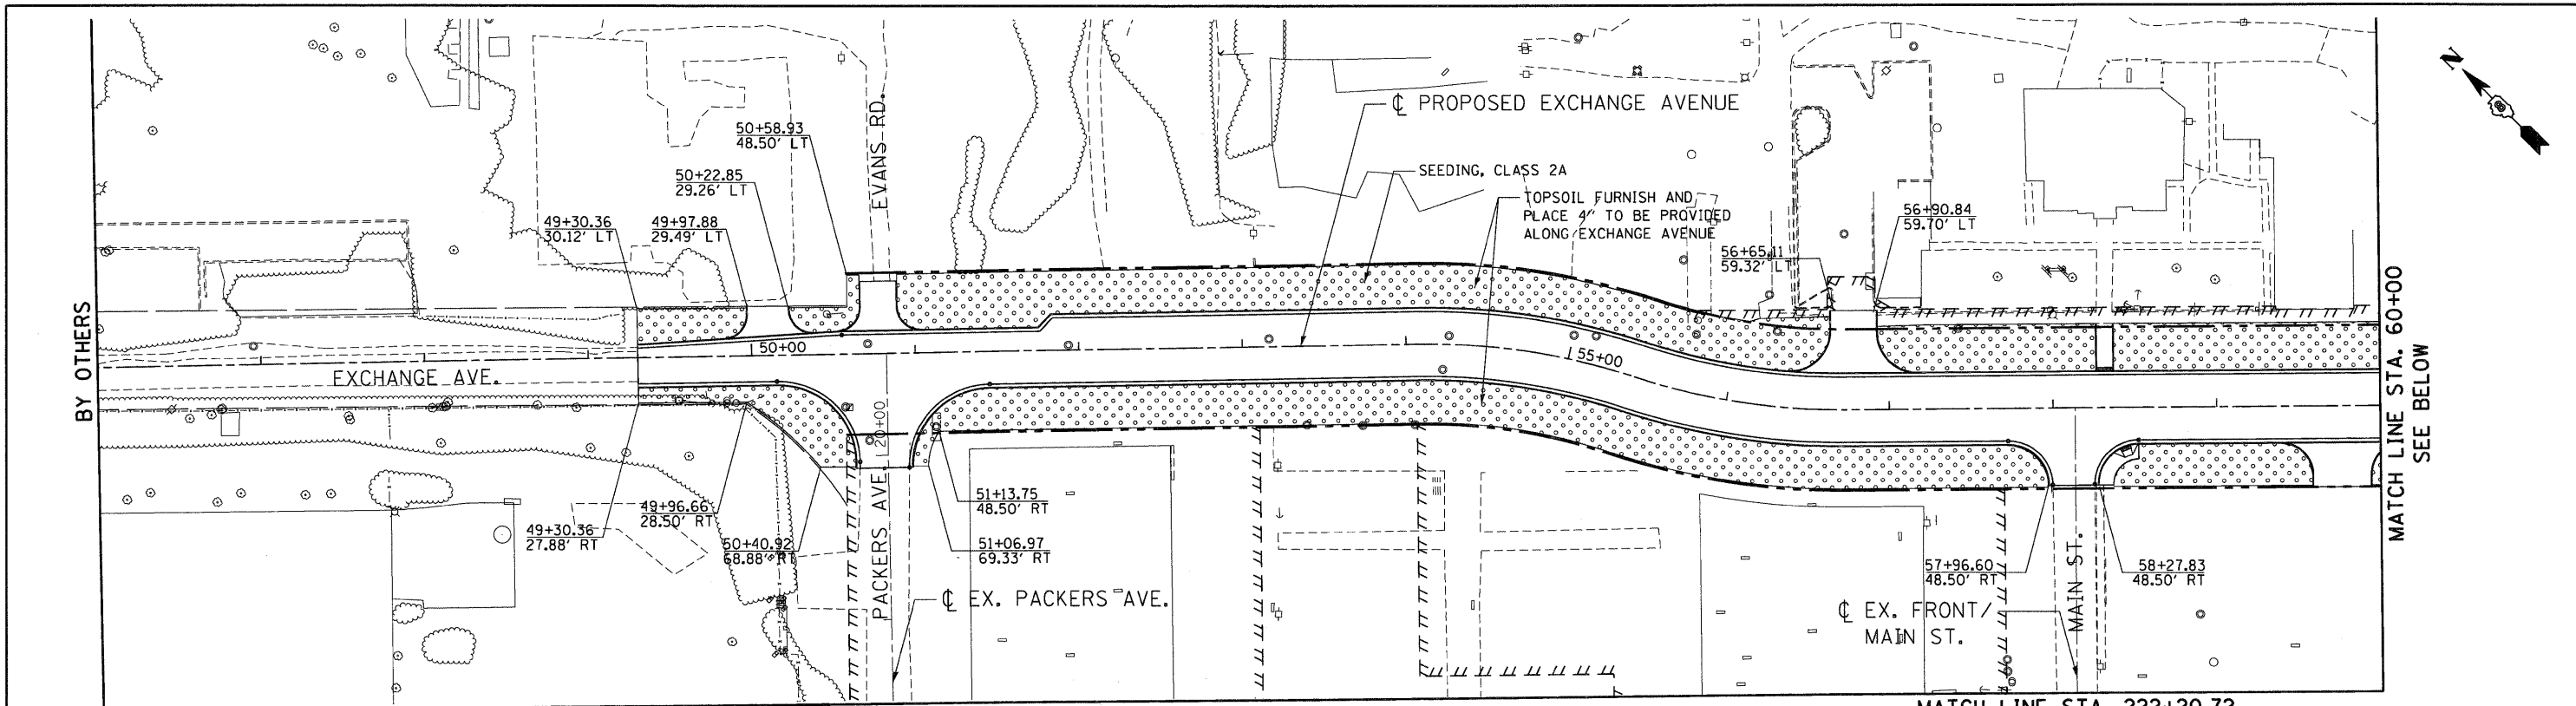 N
℄ PROPOSED EXCHANGE AVENUE
50+58.93
48.50' LT
EVANS RD.
SEEDING, CLASS 2A
50+22.85
29.26' LT
TOPSOIL FURNISH AND
PLACE 4" TO BE PROVIDED
ALONG EXCHANGE AVENUE
49+30.36
30.12' LT
49+97.88
29.49' LT
56+65.11
59.32' LT
56+90.84
59.70' LT
BY OTHERS
EXCHANGE AVE.
50+00
55+00
MATCH LINE STA. 60+00
SEE BELOW
120+00
PACKERS AVE.
49+30.36
27.88' RT
49+96.66
28.50' RT
50+40.92
68.88' RT
51+13.75
48.50' RT
51+06.97
69.33' RT
℄ EX. PACKERS AVE.
57+96.60
48.50' RT
58+27.83
48.50' RT
℄ EX. FRONT/
MAIN ST.
MAIN ST.
MATCH LINE STA. 222+20.72